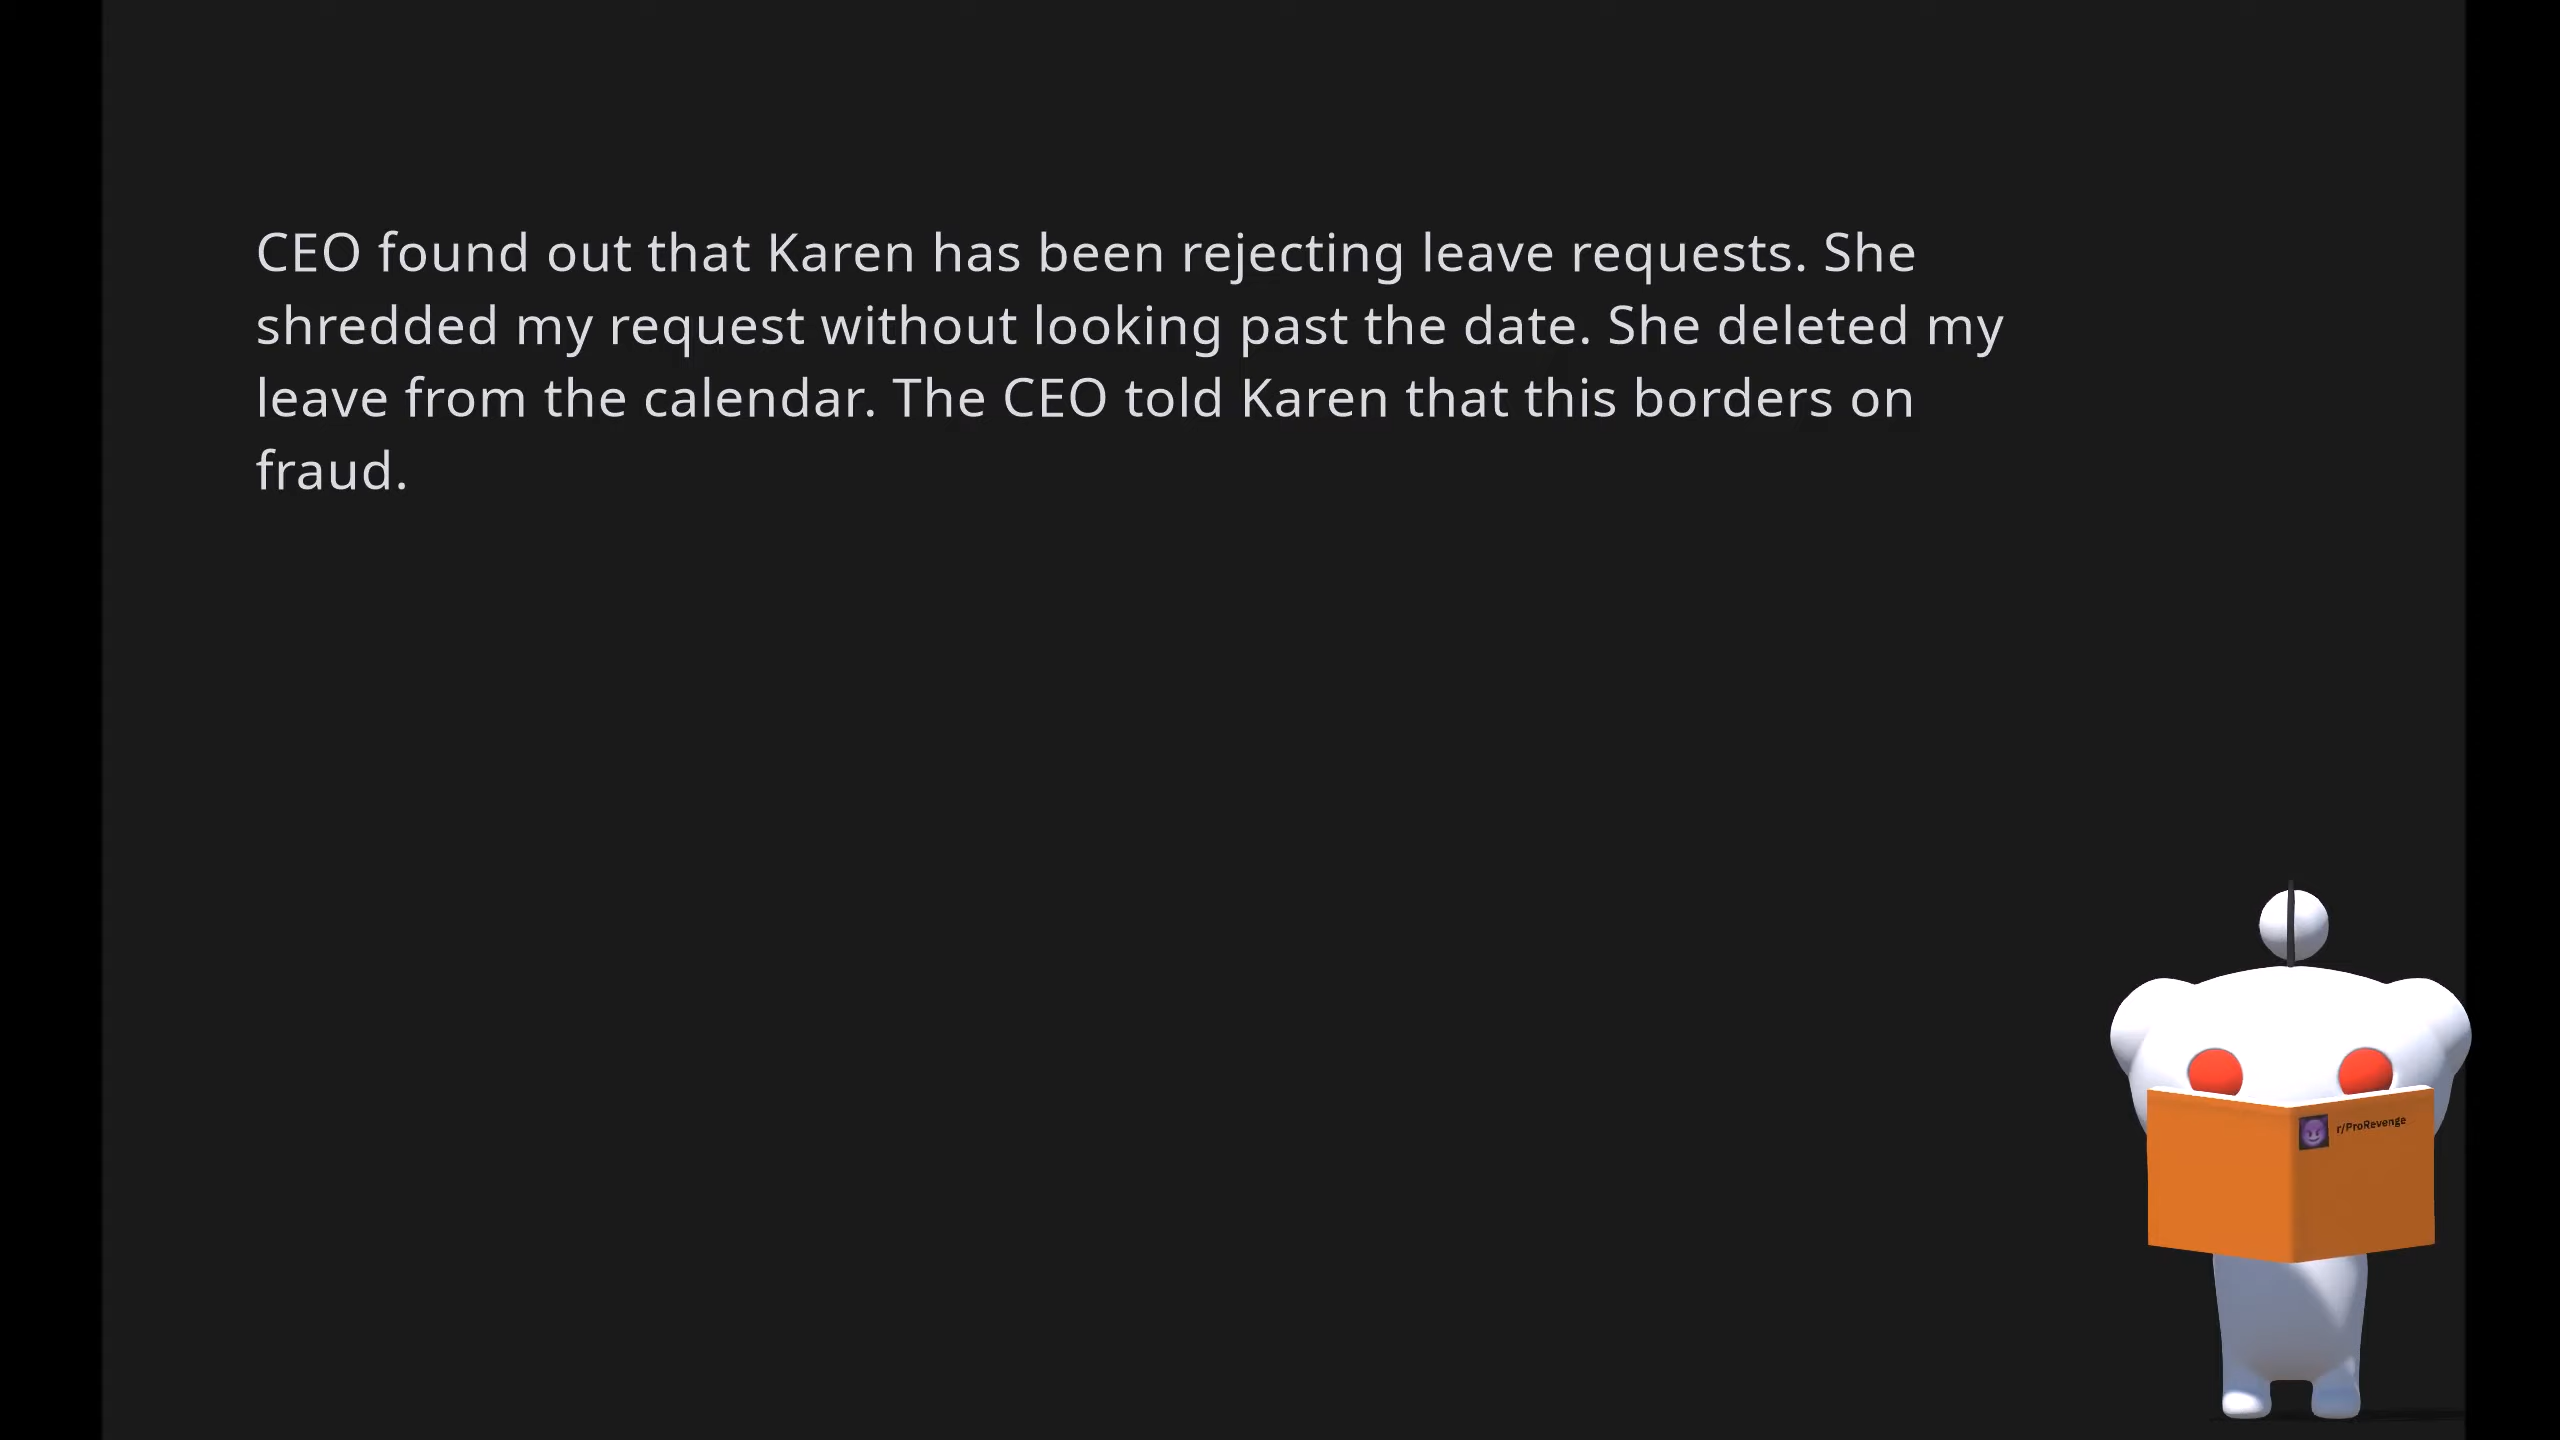 CEO found out that Karen has been rejecting leave requests. She
shredded my request without looking past the date. She deleted my
leave from the calendar. The CEO told Karen that this borders on
fraud.
r/ProRevenge